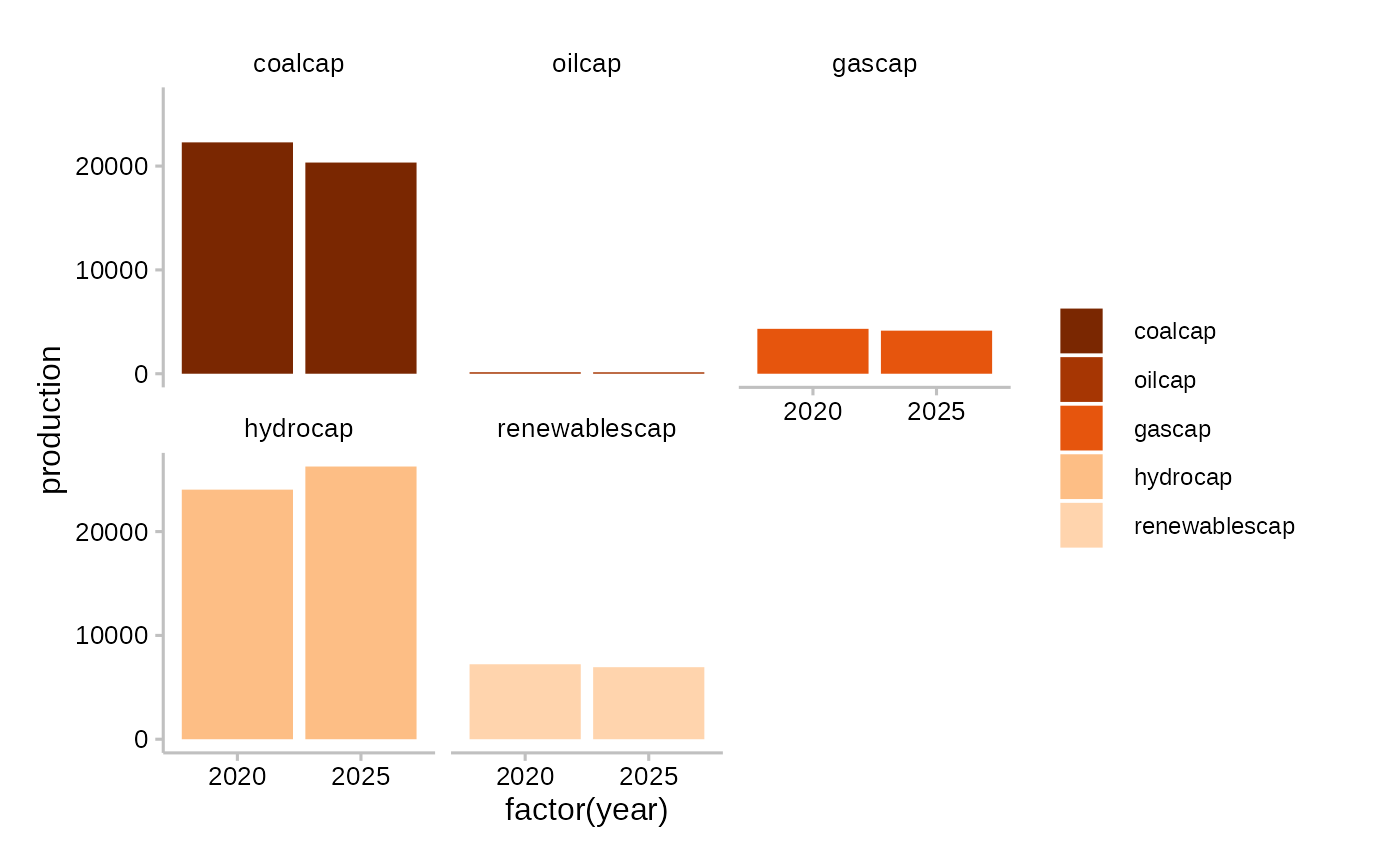 coalcap
oilcap
gascap
20000
10000
0
2020
2025
production
hydrocap
renewablescap
20000
10000
0
2020
2025
2020
2025
factor(year)
coalcap
oilcap
gascap
hydrocap
renewablescap